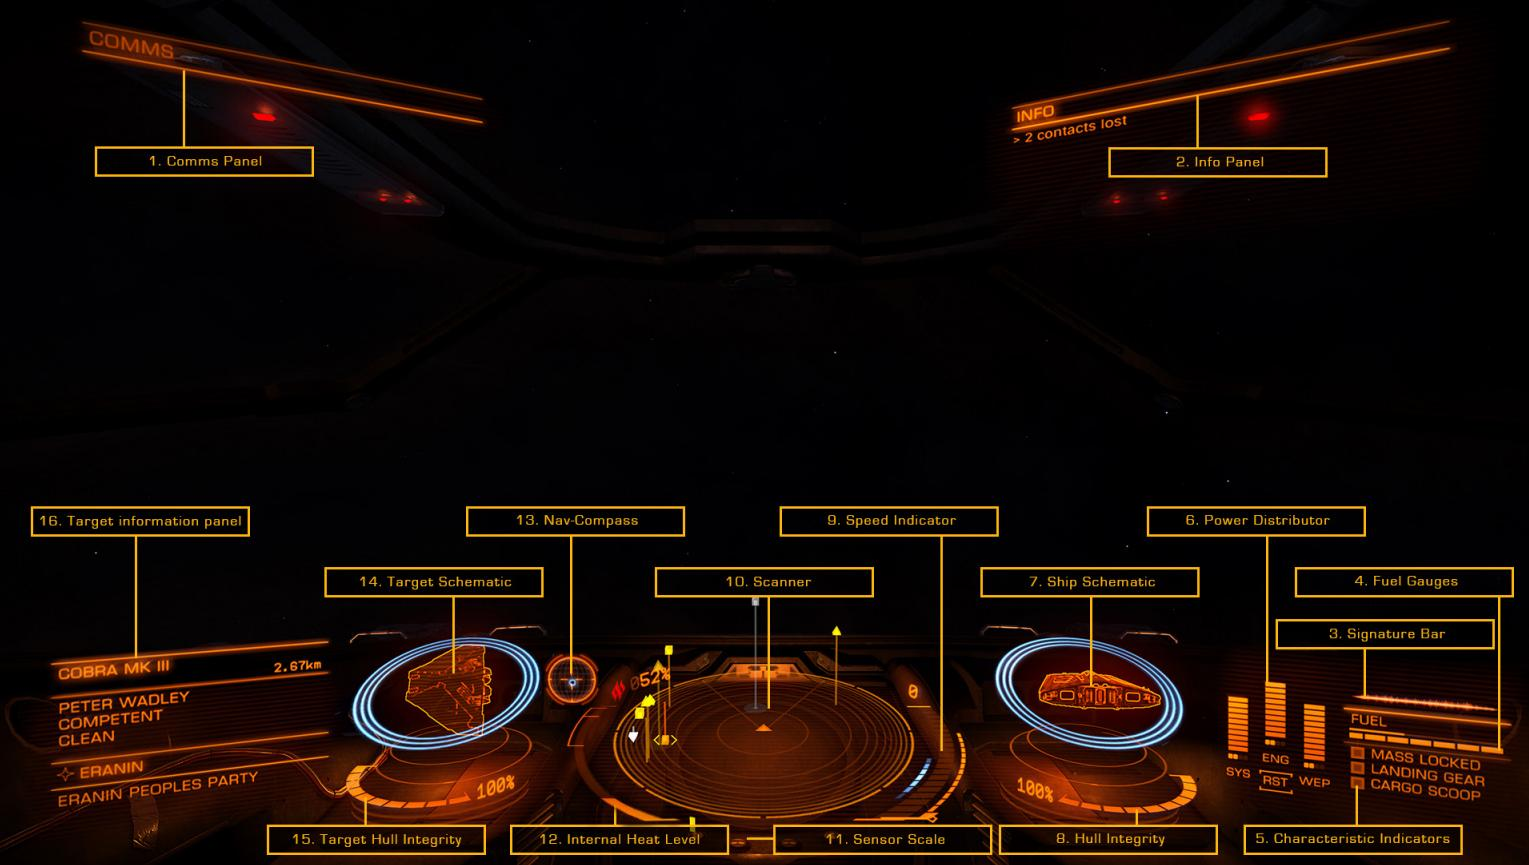 COMMS
INFO
> 2 contacts lost
1. Comms Panel
2. Info Panel
16. Target information panel
13. Nav-Compass
9. Speed Indicator
6. Power Distributor
14. Target Schematic
10. Scanner
7. Ship Schematic
4. Fuel Gauges
3. Signature Bar
COBRA MK III
2.67km
PETER WADLEY
COMPETENT
CLEAN
ERANIN
ERANIN PEOPLES PARTY
100%
052%
0
100%
SYS
ENG
RST
WEP
FUEL
MASS LOCKED
LANDING GEAR
CARGO SCOOP
15. Target Hull Integrity
12. Internal Heat Level
11. Sensor Scale
8. Hull Integrity
5. Characteristic Indicators